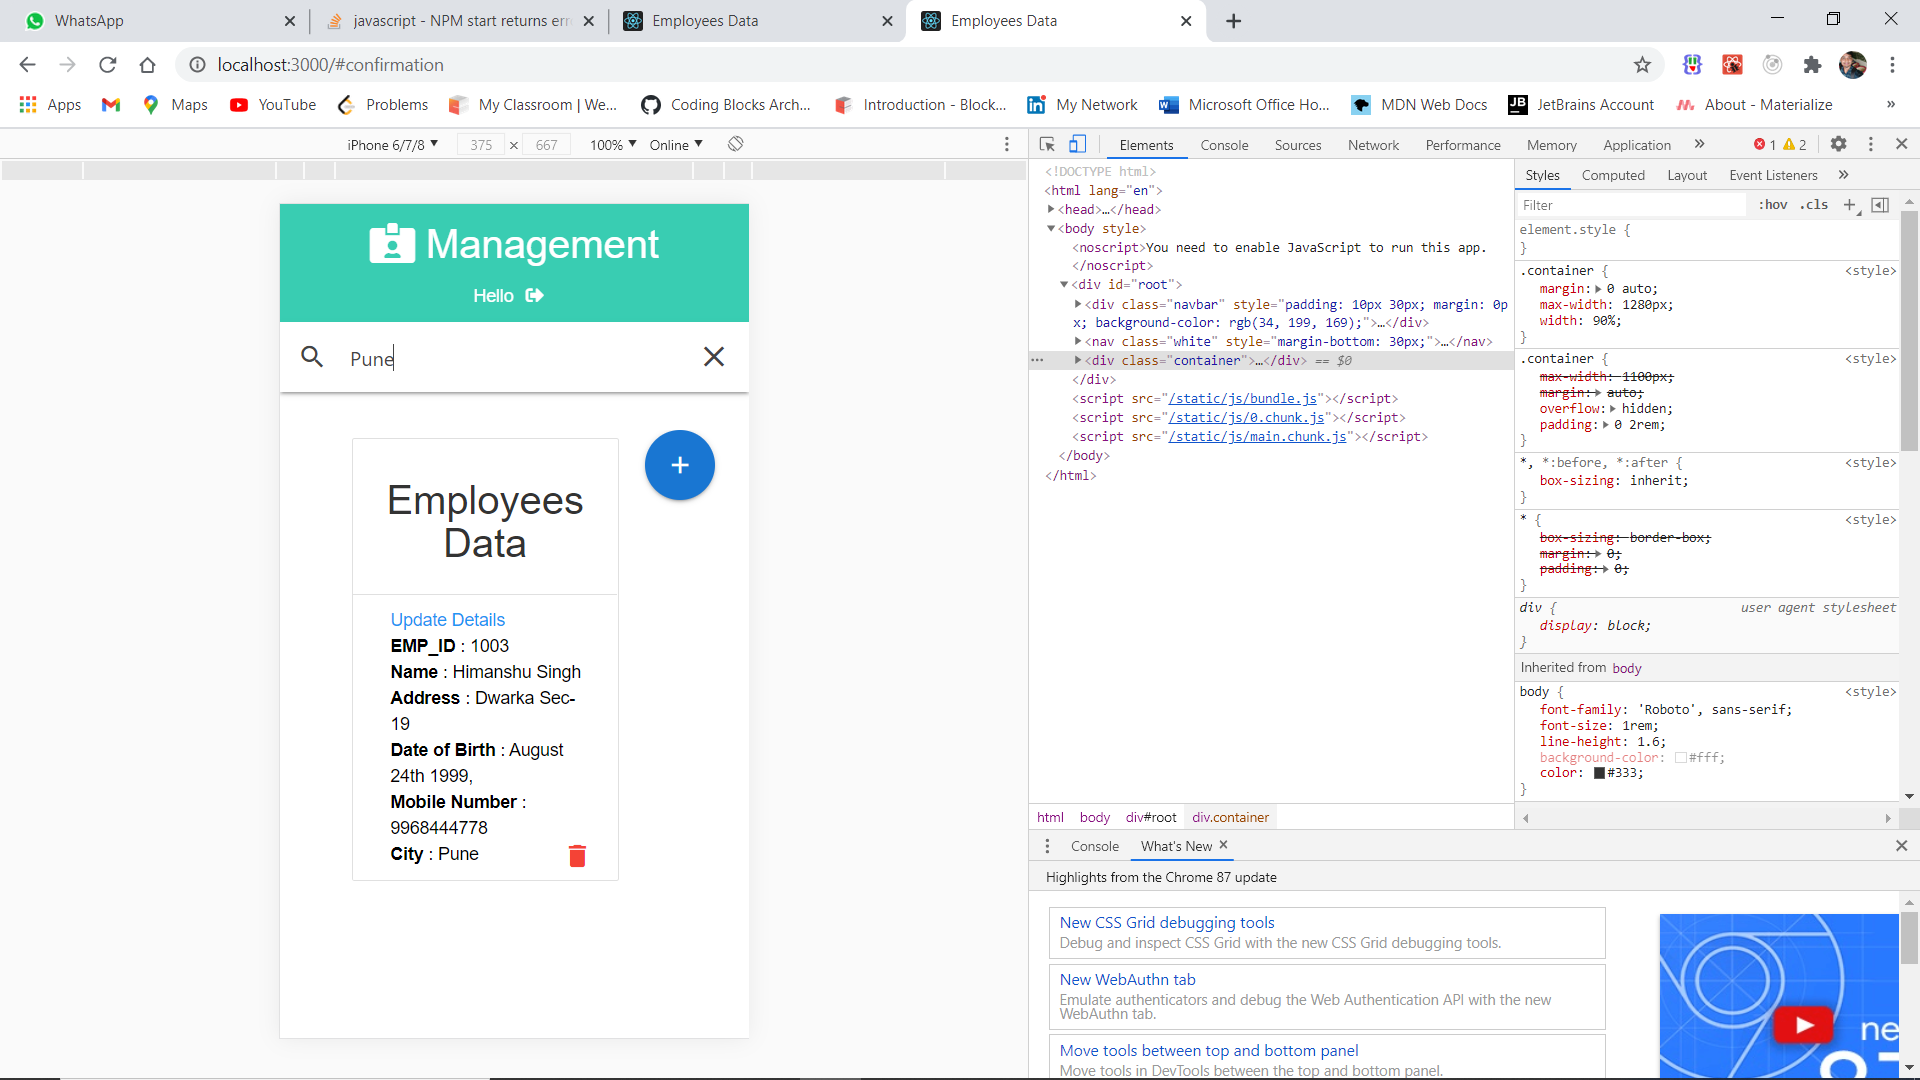 WhatsApp
javascript - NPM start returns err
Employees Data
Employees Data
localhost:3000/#confirmation
Apps
Maps
YouTube
Problems
My Classroom | We...
Coding Blocks Arch...
Introduction - Block...
My Network
Microsoft Office Ho...
MDN Web Docs
JetBrains Account
About - Materialize
»
iPhone 6/7/8 ▼ 375 × 667 100% ▼ Online ▼
Elements Console Sources Network Performance Memory Application » 1 2
Management
Hello
Pune
Employees
Data
Update Details
EMP_ID : 1003
Name : Himanshu Singh
Address : Dwarka Sec-
19
Date of Birth : August
24th 1999,
Mobile Number :
9968444778
City : Pune
<!DOCTYPE html>
<html lang="en">
<head>…</head>
<body style>
<noscript>You need to enable JavaScript to run this app.
</noscript>
<div id="root">
<div class="navbar" style="padding: 10px 30px; margin: 0p
x; background-color: rgb(34, 199, 169);">…</div>
<nav class="white" style="margin-bottom: 30px;">…</nav>
<div class="container">…</div> == $0
</div>
<script src="/static/js/bundle.js"></script>
<script src="/static/js/0.chunk.js"></script>
<script src="/static/js/main.chunk.js"></script>
</body>
</html>
html body div#root div.container
Styles Computed Layout Event Listeners »
Filter :hov .cls +
element.style {
}
.container { <style>
margin: 0 auto;
max-width: 1280px;
width: 90%;
}
.container { <style>
max-width: 1100px;
margin: auto;
overflow: hidden;
padding: 0 2rem;
}
*, *:before, *:after { <style>
box-sizing: inherit;
}
* { <style>
box-sizing: border-box;
margin: 0;
padding: 0;
}
div { user agent stylesheet
display: block;
}
Inherited from body
body { <style>
font-family: 'Roboto', sans-serif;
font-size: 1rem;
line-height: 1.6;
background-color: #fff;
color: #333;
}
Console What's New ×
Highlights from the Chrome 87 update
New CSS Grid debugging tools
Debug and inspect CSS Grid with the new CSS Grid debugging tools.
New WebAuthn tab
Emulate authenticators and debug the Web Authentication API with the new
WebAuthn tab.
Move tools between top and bottom panel
Move tools in DevTools between the top and bottom panel.
ne